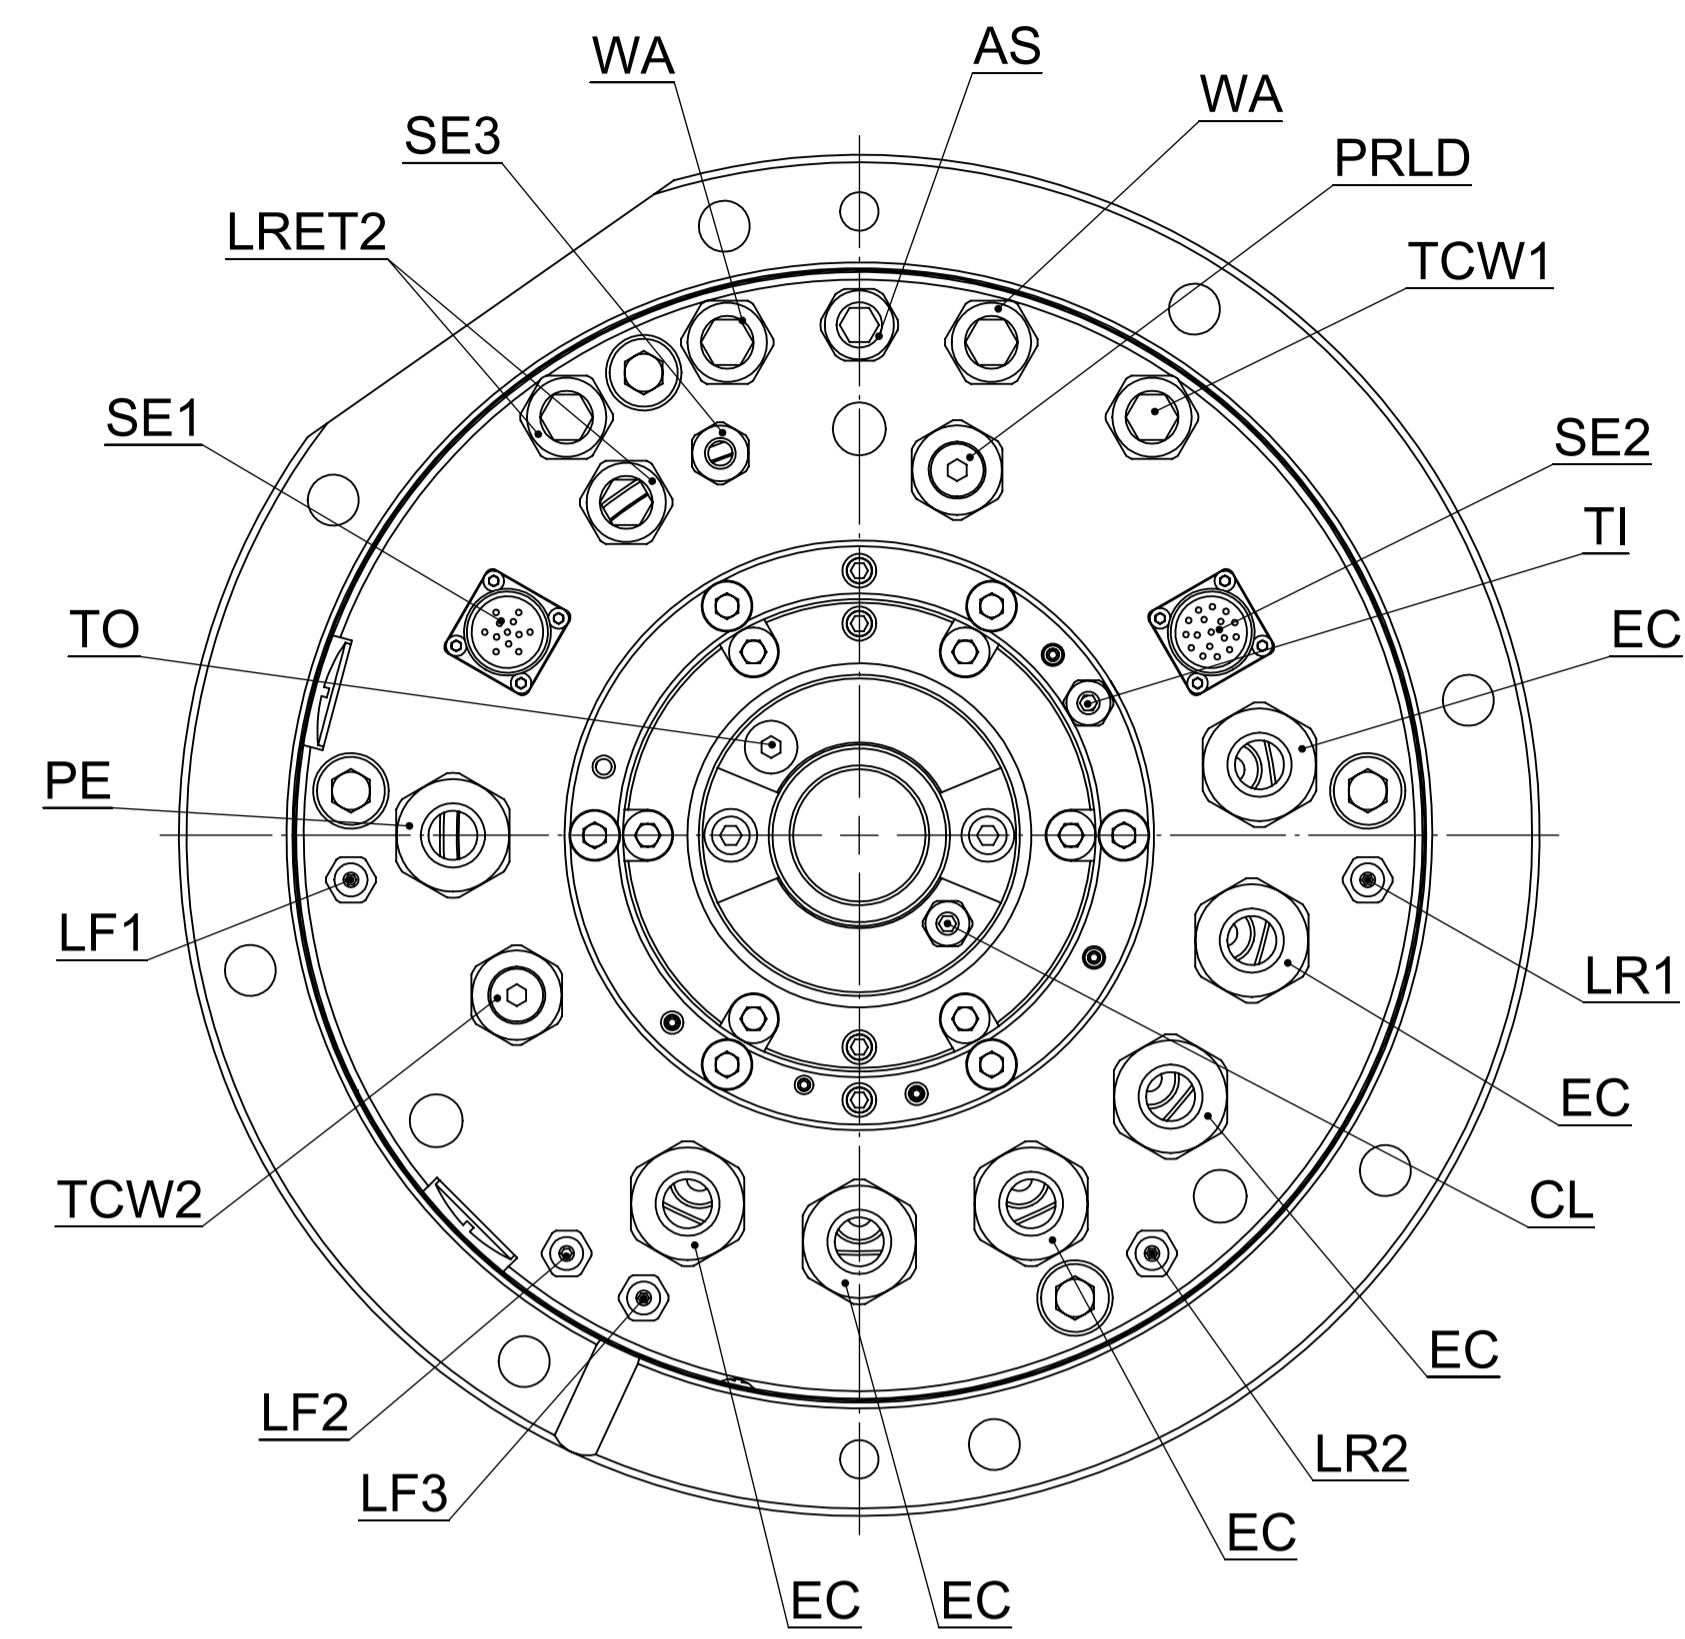 AS
WA
WA
SE3
PRLD
LRET2
TCW1
SE1
SE2
TI
TO
EC
PE
LF1
LR1
EC
TCW2
CL
EC
LF2
LR2
LF3
EC
EC
EC